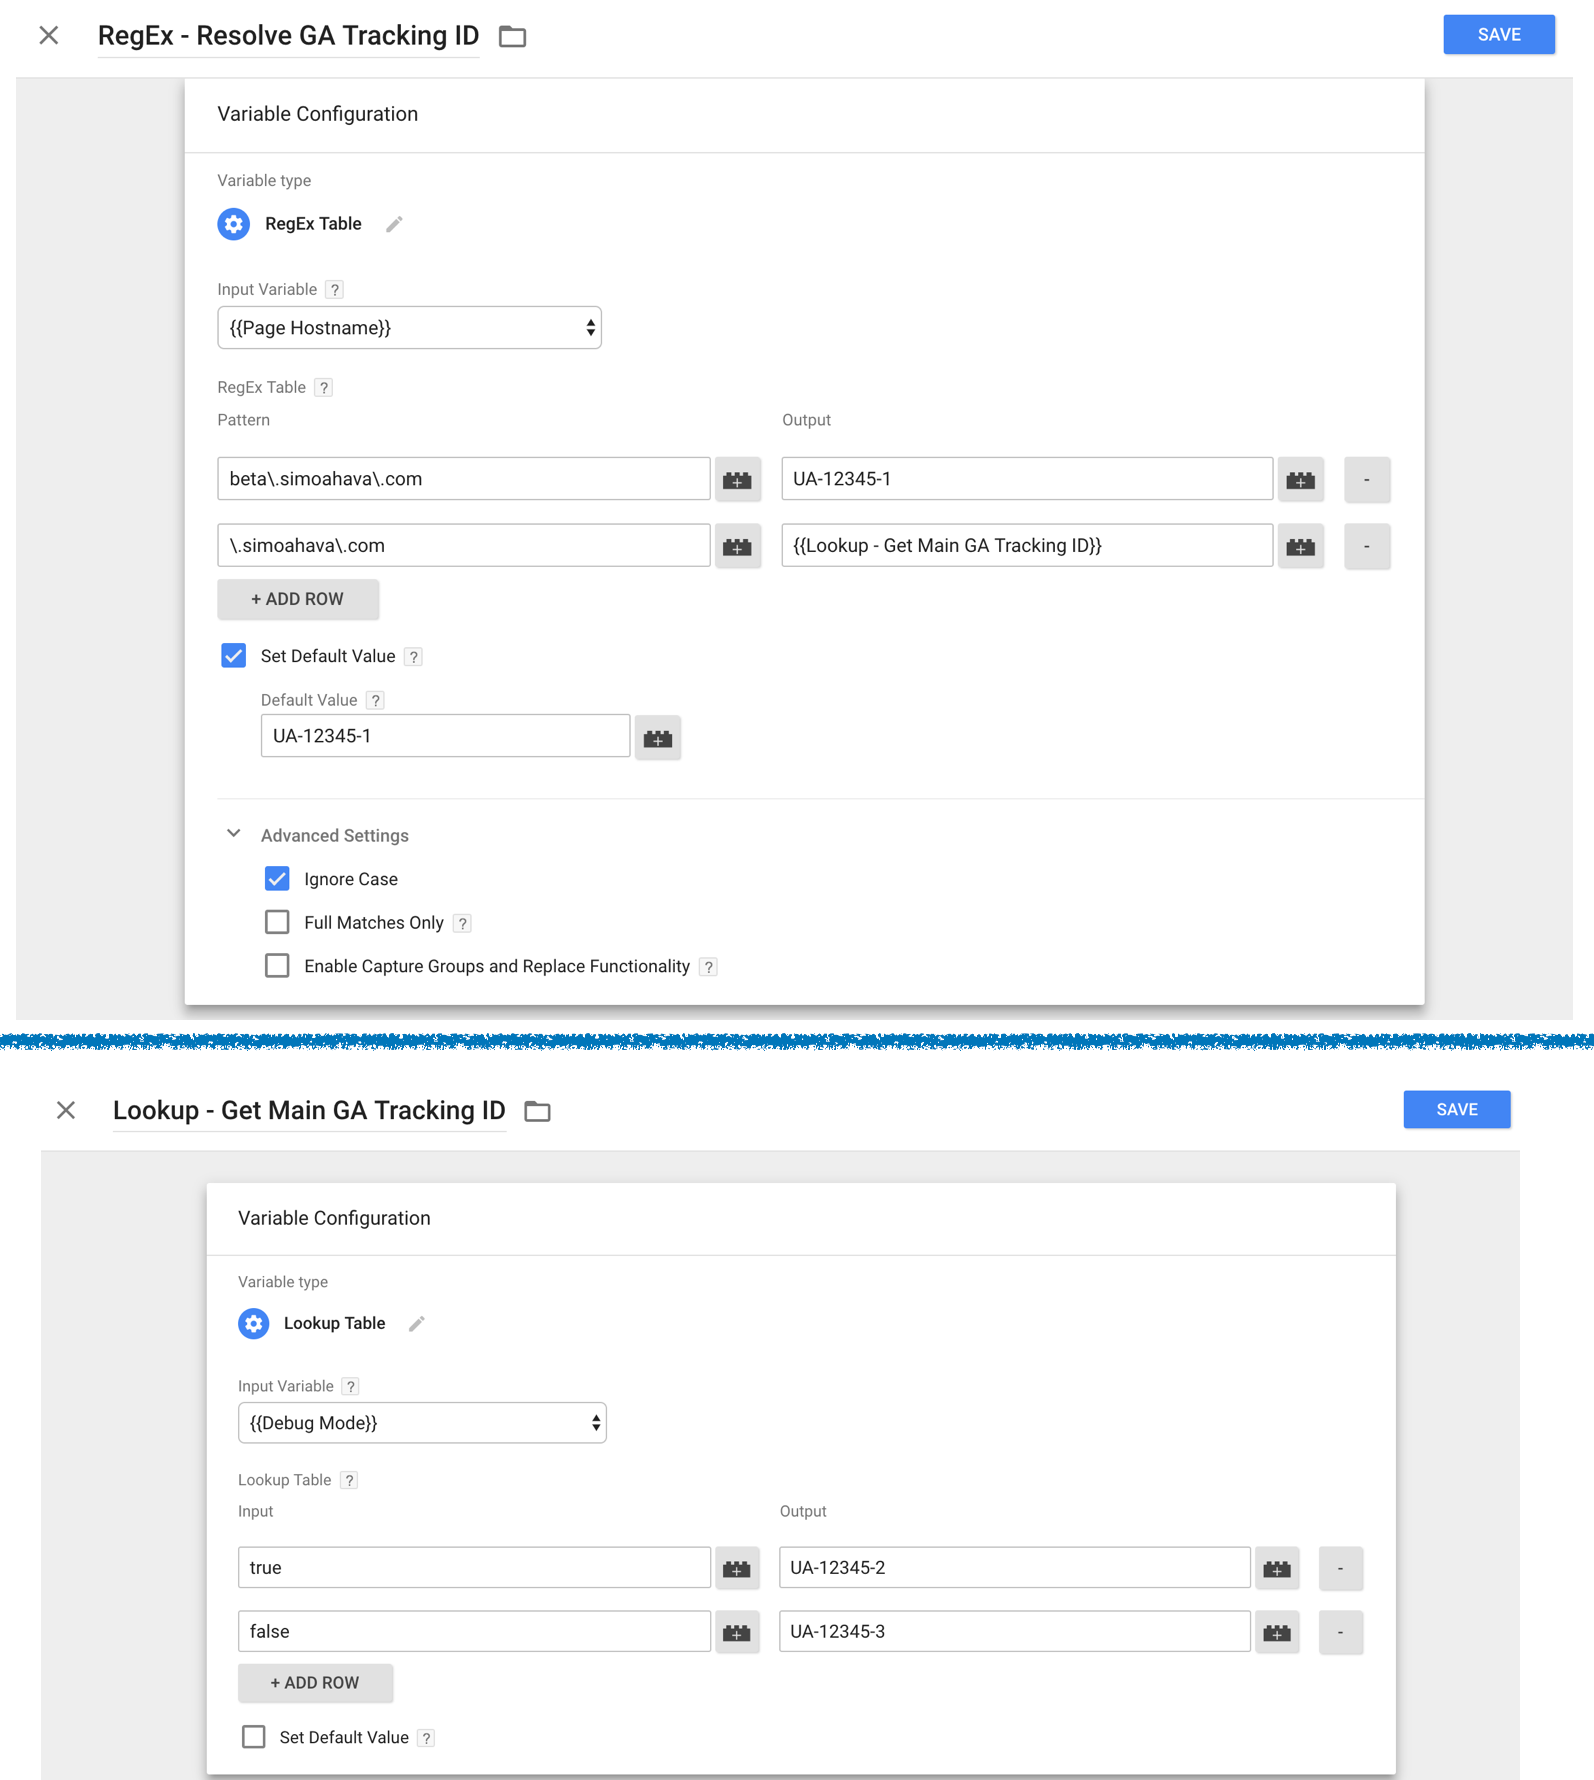 RegEx - Resolve GA Tracking ID
SAVE
Variable Configuration
Variable type
RegEx Table
Input Variable ?
{{Page Hostname}}
RegEx Table ?
Pattern Output
beta\.simoahava\.com UA-12345-1 -
\.simoahava\.com {{Lookup - Get Main GA Tracking ID}} -
+ ADD ROW
Set Default Value ?
Default Value ?
UA-12345-1
Advanced Settings
Ignore Case
Full Matches Only ?
Enable Capture Groups and Replace Functionality ?
Lookup - Get Main GA Tracking ID
SAVE
Variable Configuration
Variable type
Lookup Table
Input Variable ?
{{Debug Mode}}
Lookup Table ?
Input Output
true UA-12345-2 -
false UA-12345-3 -
+ ADD ROW
Set Default Value ?